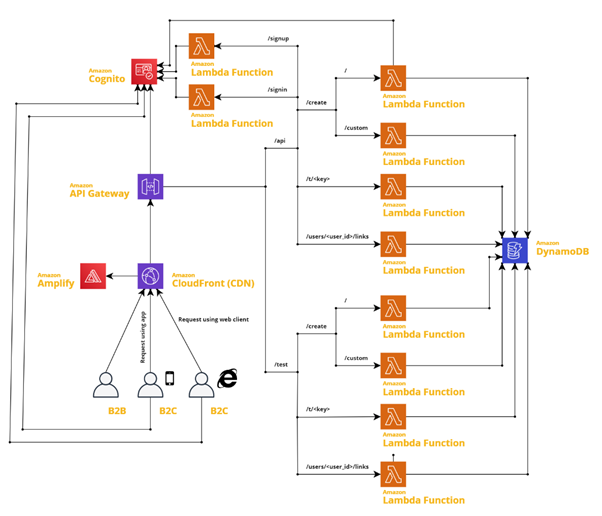 /signup
Amazon
Lambda Function
/signin
Amazon
Lambda Function
Amazon
Cognito
/
Amazon
Lambda Function
/create
/custom
Amazon
Lambda Function
/api
/t/<key>
Amazon
Lambda Function
Amazon
API Gateway
/users/<user_id>/links
Amazon
Lambda Function
Amazon
DynamoDB
Amazon
Amplify
Amazon
CloudFront (CDN)
Request using web client
Request using app
B2B
B2C
B2C
/
Amazon
Lambda Function
/create
/custom
Amazon
Lambda Function
/test
/t/<key>
Amazon
Lambda Function
/users/<user_id>/links
Amazon
Lambda Function